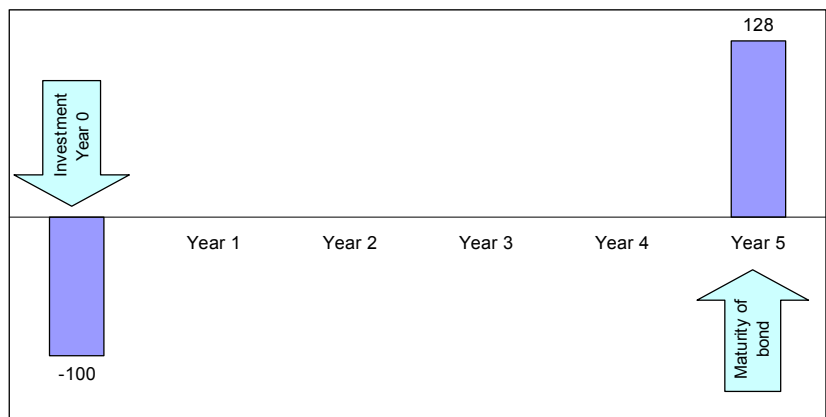 128
Investment
Year 0
Year 1
Year 2
Year 3
Year 4
Year 5
-100
Maturity of
bond